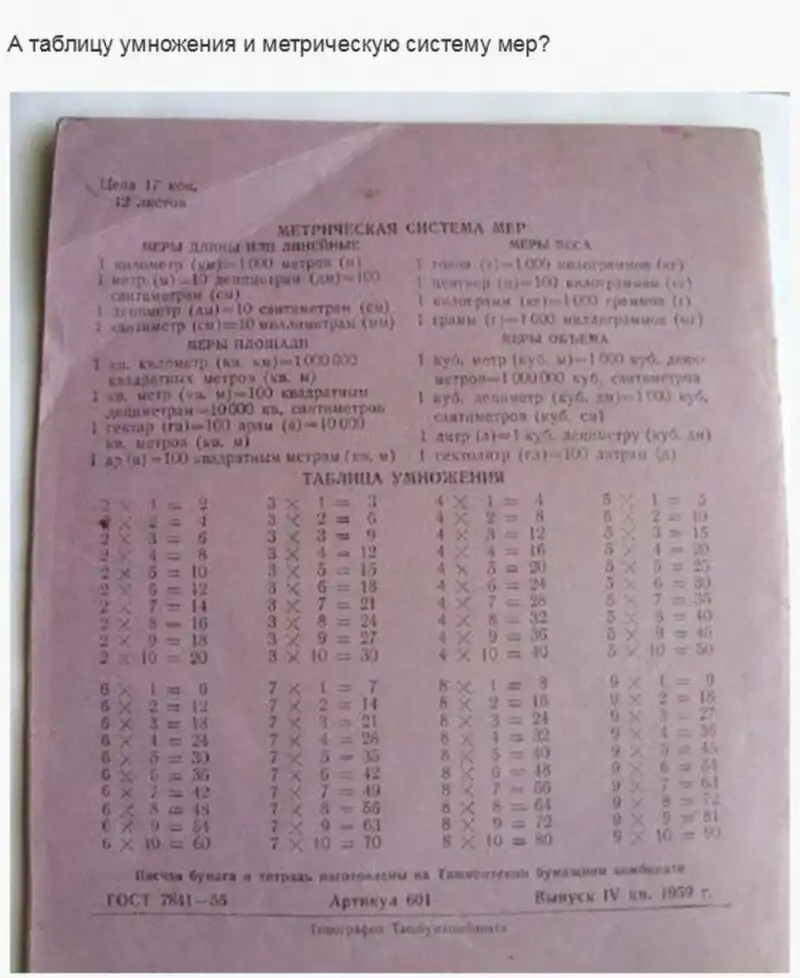 А таблицу умножения и метрическую систему мер?
Цена 17 коп.
12 листов
МЕТРИЧЕСКАЯ СИСТЕМА МЕР
МЕРЫ ДЛИНЫ ИЛИ ЛИНЕЙНЫЕ
1 километр (км)=1000 метров (м)
1 метр (м)=10 дециметрам (дм)=100
сантиметрам (см)
1 дециметр (дм)=10 сантиметрам (см)
1 сантиметр (см)=10 миллиметрам (мм)
МЕРЫ ПЛОЩАДИ
1 кв. километр (кв. км)=1000000
квадратных метров (кв. м)
1 кв. метр (кв. м)=100 квадратным
дециметрам=10000 кв. сантиметров
1 гектар (га)=100 арам (а)=10000
кв. метров (кв. м)
1 ар (а)=100 квадратным метрам (кв. м)
МЕРЫ ВЕСА
1 тонна (т)=1000 килограммов (кг)
1 центнер (ц)=100 килограммам (кг)
1 килограмм (кг)=1000 граммов (г)
1 грамм (г)=1000 миллиграммов (мг)
МЕРЫ ОБЪЕМА
1 куб. метр (куб. м)=1000 куб. деци-
метров=1000000 куб. сантиметров
1 куб. дециметр (куб. дм)=1000 куб.
сантиметров (куб. см)
1 литр (л)=1 куб. дециметру (куб. дм)
1 гектолитр (гл)=100 литрам (л)
ТАБЛИЦА УМНОЖЕНИЯ
2 × 1 = 2 3 × 1 = 3 4 × 1 = 4 5 × 1 = 5
2 × 2 = 4 3 × 2 = 6 4 × 2 = 8 5 × 2 = 10
2 × 3 = 6 3 × 3 = 9 4 × 3 = 12 5 × 3 = 15
2 × 4 = 8 3 × 4 = 12 4 × 4 = 16 5 × 4 = 20
2 × 5 = 10 3 × 5 = 15 4 × 5 = 20 5 × 5 = 25
2 × 6 = 12 3 × 6 = 18 4 × 6 = 24 5 × 6 = 30
2 × 7 = 14 3 × 7 = 21 4 × 7 = 28 5 × 7 = 35
2 × 8 = 16 3 × 8 = 24 4 × 8 = 32 5 × 8 = 40
2 × 9 = 18 3 × 9 = 27 4 × 9 = 36 5 × 9 = 45
2 × 10 = 20 3 × 10 = 30 4 × 10 = 40 5 × 10 = 50
6 × 1 = 6 7 × 1 = 7 8 × 1 = 8 9 × 1 = 9
6 × 2 = 12 7 × 2 = 14 8 × 2 = 16 9 × 2 = 18
6 × 3 = 18 7 × 3 = 21 8 × 3 = 24 9 × 3 = 27
6 × 4 = 24 7 × 4 = 28 8 × 4 = 32 9 × 4 = 36
6 × 5 = 30 7 × 5 = 35 8 × 5 = 40 9 × 5 = 45
6 × 6 = 36 7 × 6 = 42 8 × 6 = 48 9 × 6 = 54
6 × 7 = 42 7 × 7 = 49 8 × 7 = 56 9 × 7 = 63
6 × 8 = 48 7 × 8 = 56 8 × 8 = 64 9 × 8 = 72
6 × 9 = 54 7 × 9 = 63 8 × 9 = 72 9 × 9 = 81
6 × 10 = 60 7 × 10 = 70 8 × 10 = 80 9 × 10 = 90
Писчая бумага и тетрадь изготовлены на Ташкентском бумажном комбинате
ГОСТ 7841—55 Артикул 601 Выпуск IV кв. 1959 г.
Типография